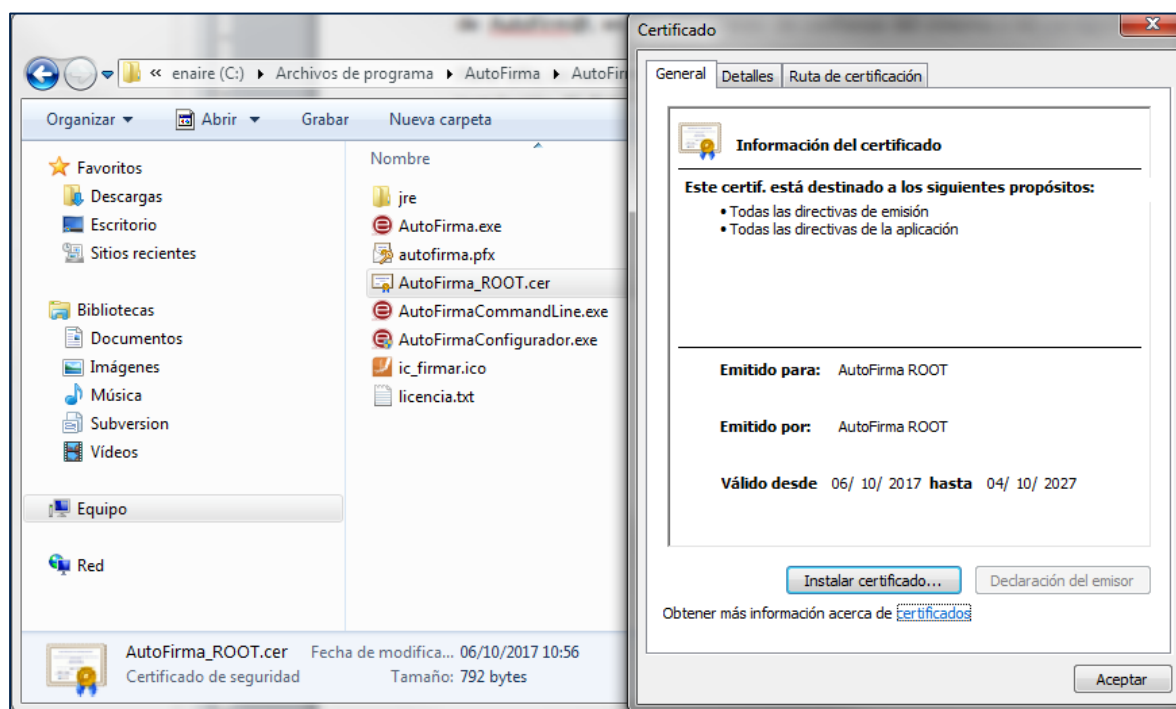 de AutoFirm@
Certificado
« enaire (C:) ▸ Archivos de programa ▸ AutoFirma ▸ AutoFir
Organizar
Abrir
Grabar
Nueva carpeta
Favoritos
Descargas
Escritorio
Sitios recientes
Bibliotecas
Documentos
Imágenes
Música
Subversion
Vídeos
Equipo
Red
Nombre
jre
AutoFirma.exe
autofirma.pfx
AutoFirma_ROOT.cer
AutoFirmaCommandLine.exe
AutoFirmaConfigurador.exe
ic_firmar.ico
licencia.txt
AutoFirma_ROOT.cer Fecha de modifica... 06/10/2017 10:56
Certificado de seguridad Tamaño: 792 bytes
General Detalles Ruta de certificación
Información del certificado
Este certif. está destinado a los siguientes propósitos:
• Todas las directivas de emisión
• Todas las directivas de la aplicación
Emitido para: AutoFirma ROOT
Emitido por: AutoFirma ROOT
Válido desde 06/ 10/ 2017 hasta 04/ 10/ 2027
Instalar certificado... Declaración del emisor
Obtener más información acerca de certificados
Aceptar